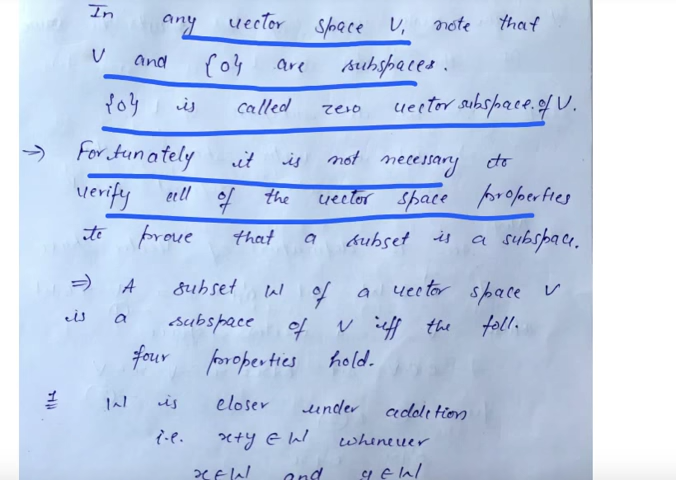 In any vector space V, note that
V and {0} are subspaces.
{0} is called zero vector subspace. of V.
→ Fortunately it is not necessary to
verify all of the vector space properties
to prove that a subset is a subspace.
⇒ A subset W of a vector space V
is a subspace of V iff the foll.
four properties hold.
1 W is closer under addition
i.e. x+y ∈ W whenever
x ∈ W and y ∈ W